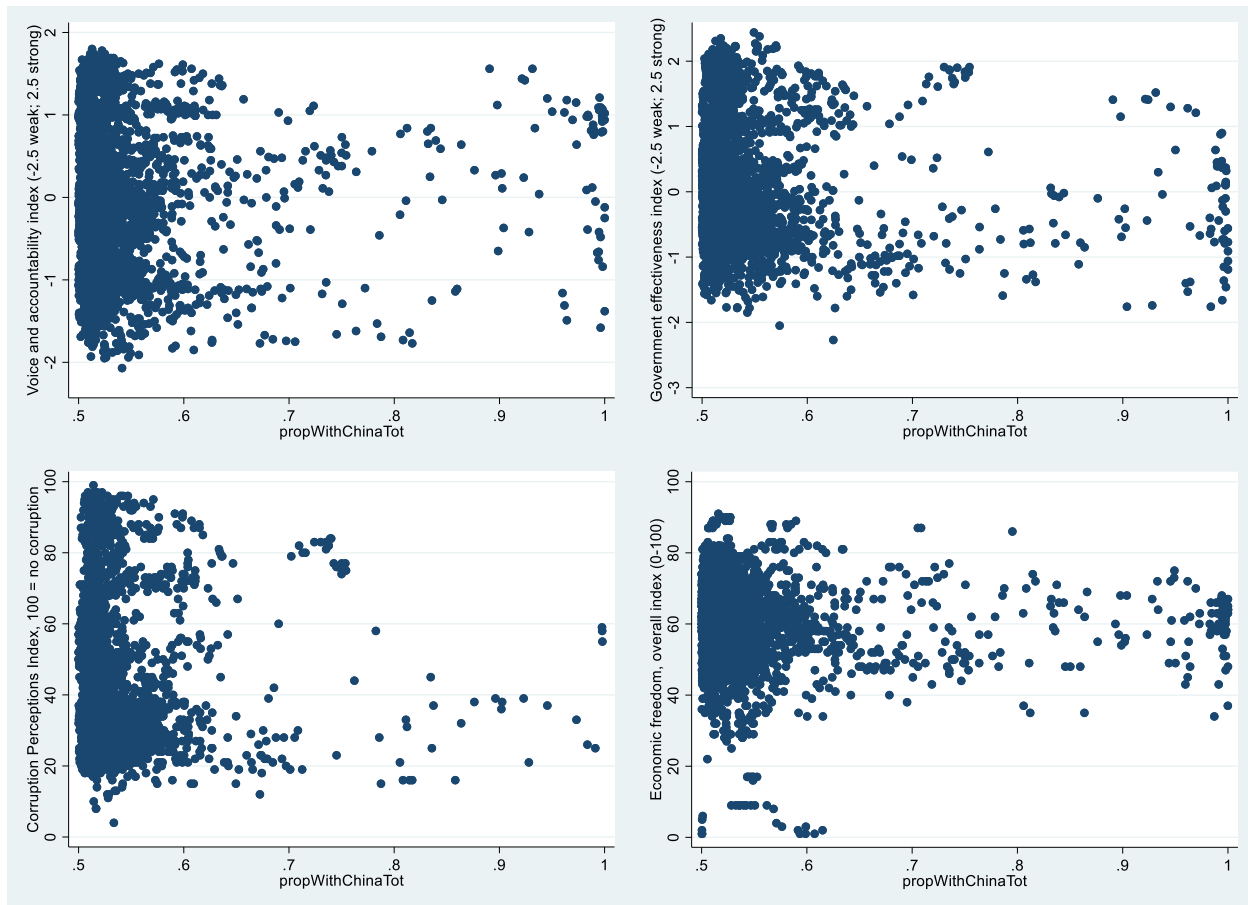 Voice and accountability index (-2.5 weak; 2.5 strong)
2
1
0
-1
-2
.5 .6 .7 .8 .9 1
propWithChinaTot
Government effectiveness index (-2.5 weak; 2.5 strong)
2
1
0
-1
-2
-3
.5 .6 .7 .8 .9 1
propWithChinaTot
Corruption Perceptions Index, 100 = no corruption
100
80
60
40
20
0
.5 .6 .7 .8 .9 1
propWithChinaTot
Economic freedom, overall index (0-100)
100
80
60
40
20
0
.5 .6 .7 .8 .9 1
propWithChinaTot